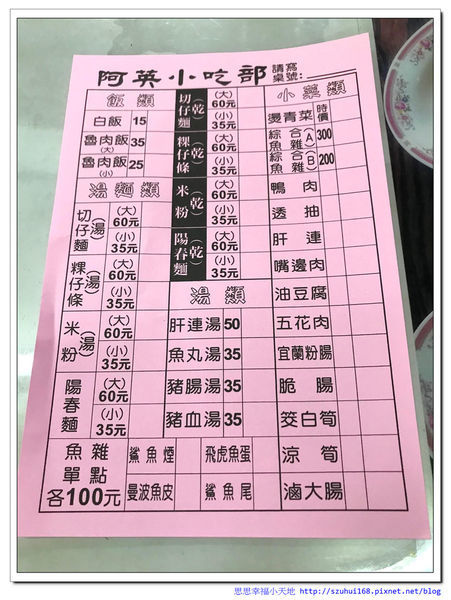 阿英小吃部 請寫桌號:
飯類
白飯 15
魯肉飯(大) 35
魯肉飯(小) 25
湯麵類
切仔麵(湯) (大)60元 (小)35元
粿仔條(湯) (大)60元 (小)35元
米粉(湯) (大)60元 (小)35元
陽春麵(湯) (大)60元 (小)35元
切仔麵(乾) (大)60元 (小)35元
粿仔條(乾) (大)60元 (小)35元
米粉(乾) (大)60元 (小)35元
陽春麵(乾) (大)60元 (小)35元
湯類
肝連湯 50
魚丸湯 35
豬腸湯 35
豬血湯 35
小菜類
燙青菜 時價
綜合魚雜(A) 300
綜合魚雜(B) 200
鴨肉
透抽
肝連
嘴邊肉
油豆腐
五花肉
宜蘭粉腸
脆腸
筊白筍
涼筍
滷大腸
魚雜單點各100元
鯊魚煙 飛虎魚蛋
曼波魚皮 鯊魚尾
思思幸福小天地 http://szuhui168.pixnet.net/blog